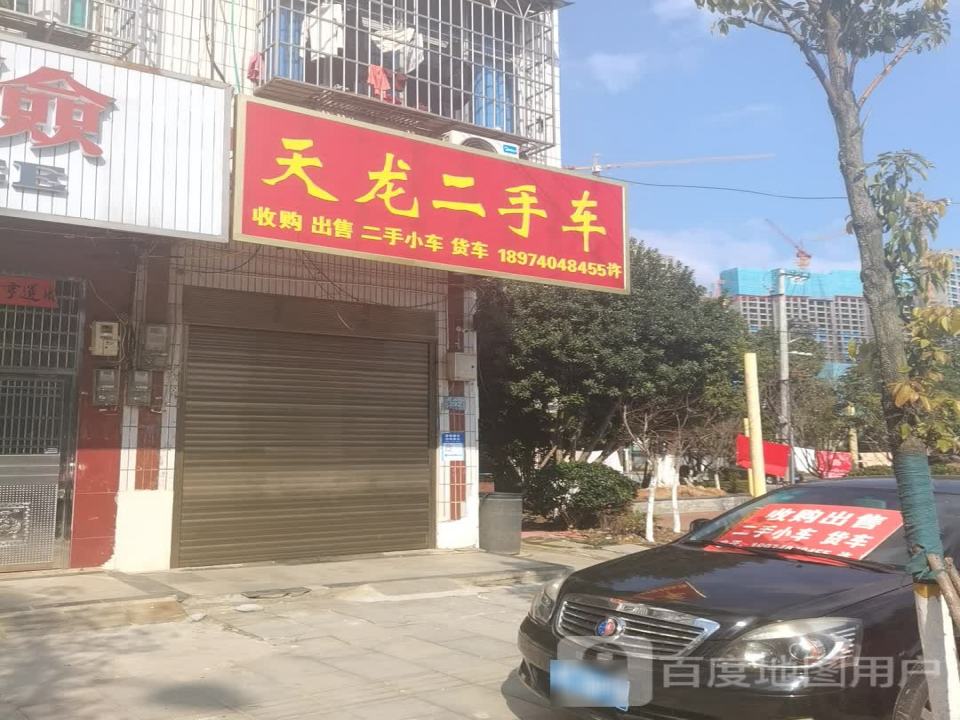 天龙二手车
收购 出售 二手小车 货车 18974048455许
收购出售
二手小车 货车
百度地图用户